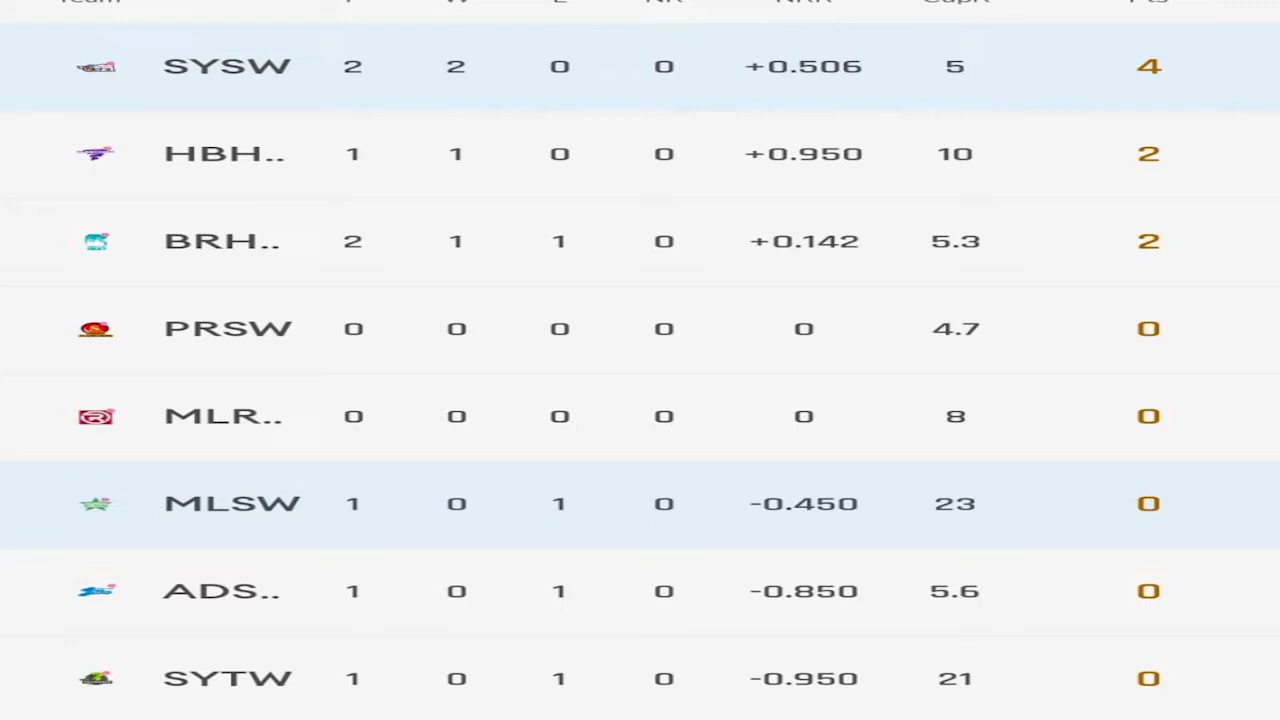 SYSW 2 2 0 0 +0.506 5 4
HBH.. 1 1 0 0 +0.950 10 2
BRH.. 2 1 1 0 +0.142 5.3 2
PRSW 0 0 0 0 0 4.7 0
MLR.. 0 0 0 0 0 8 0
MLSW 1 0 1 0 -0.450 23 0
ADS.. 1 0 1 0 -0.850 5.6 0
SYTW 1 0 1 0 -0.950 21 0